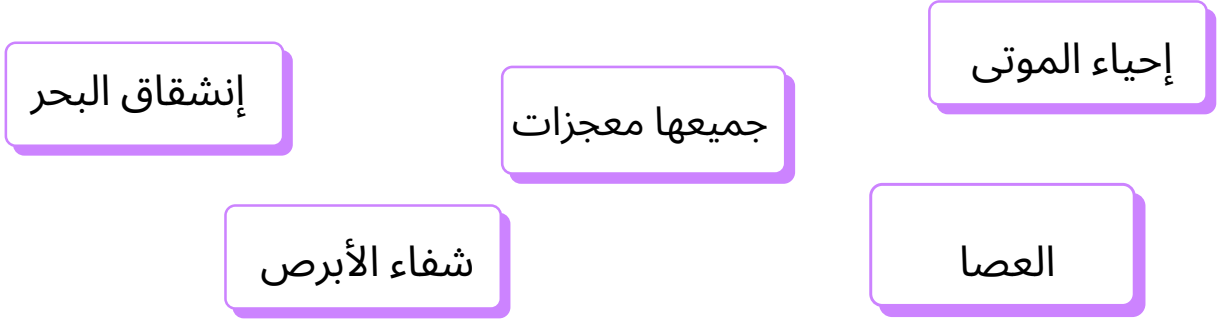 إحياء الموتى
إنشقاق البحر
جميعها معجزات
العصا
شفاء الأبرص